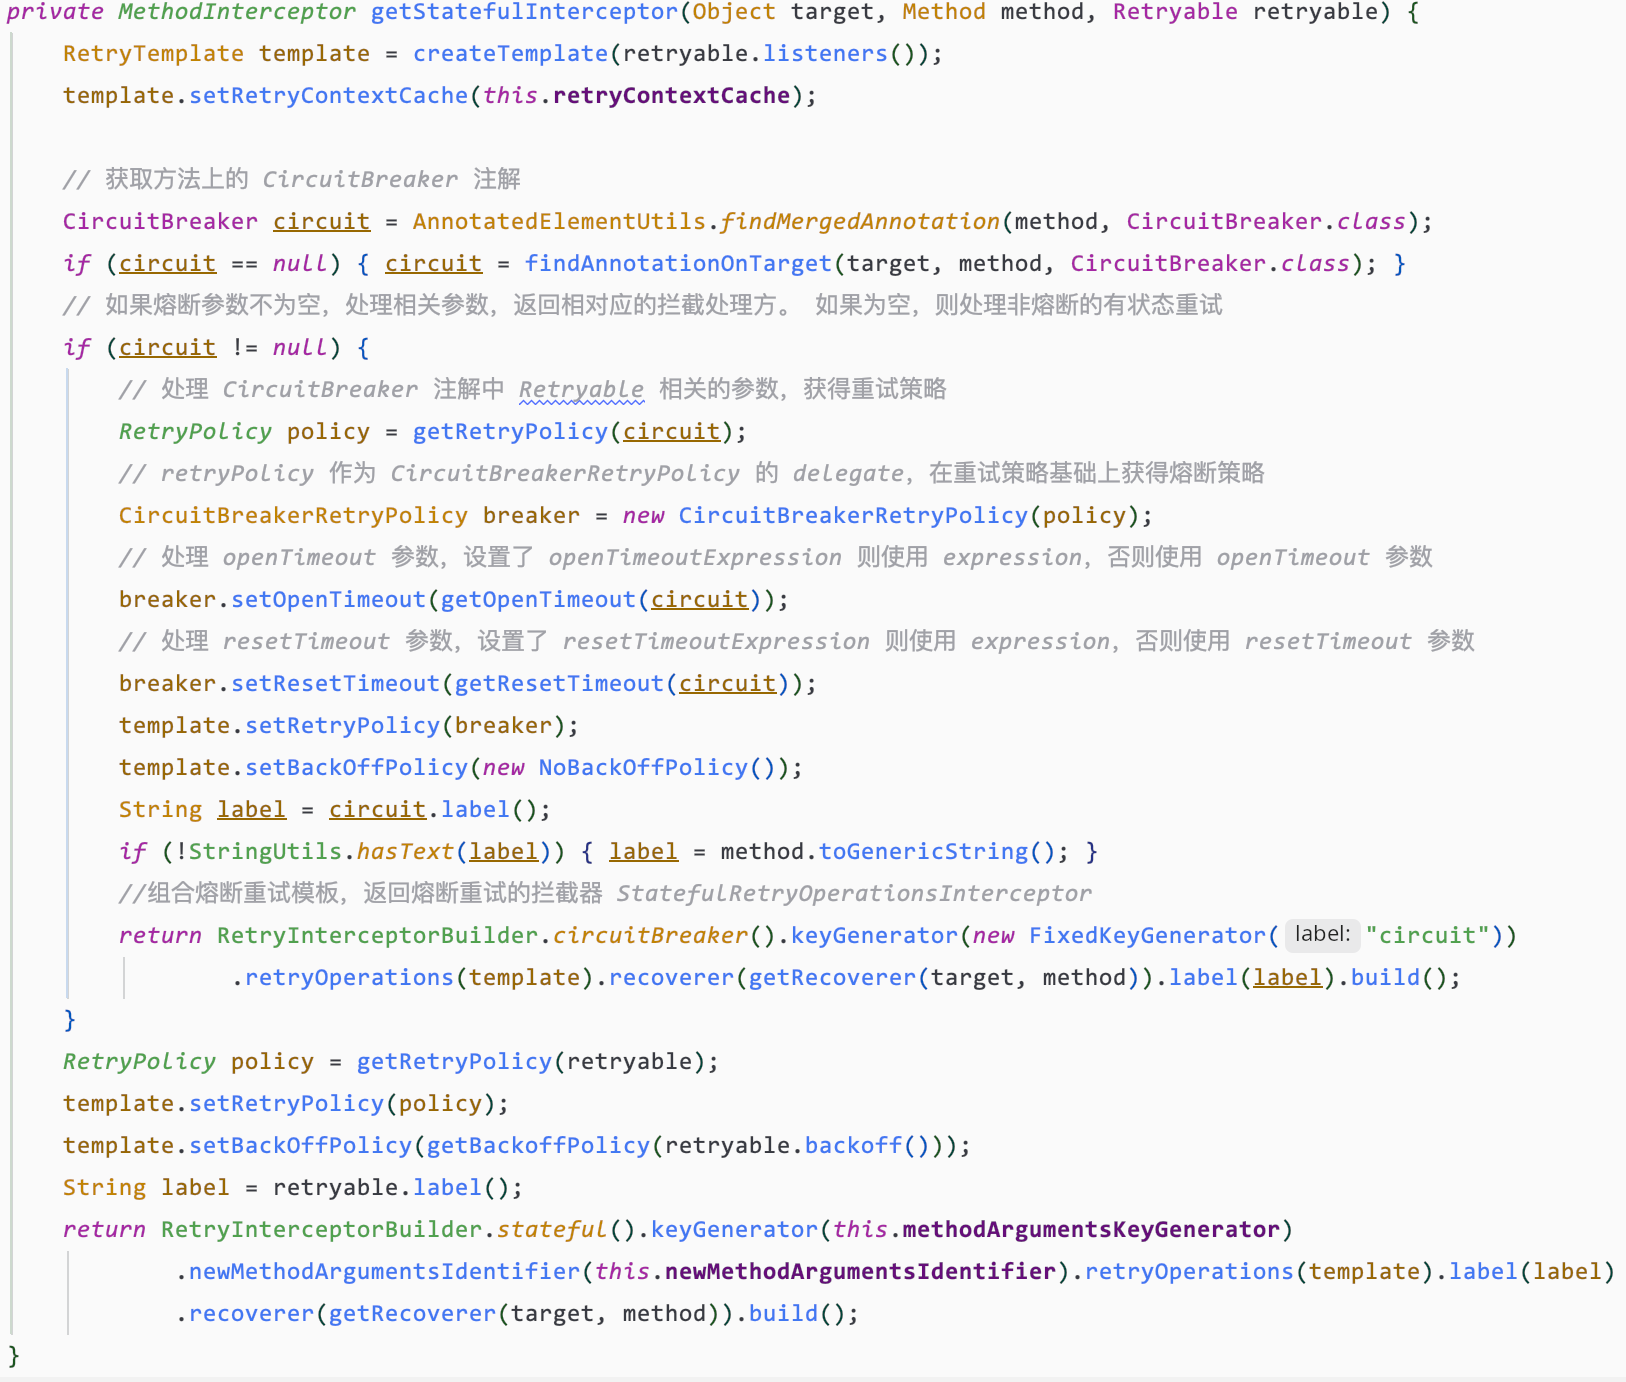 private MethodInterceptor getStatefulInterceptor(Object target, Method method, Retryable retryable) {
    RetryTemplate template = createTemplate(retryable.listeners());
    template.setRetryContextCache(this.retryContextCache);

    // 获取方法上的 CircuitBreaker 注解
    CircuitBreaker circuit = AnnotatedElementUtils.findMergedAnnotation(method, CircuitBreaker.class);
    if (circuit == null) { circuit = findAnnotationOnTarget(target, method, CircuitBreaker.class); }
    // 如果熔断参数不为空，处理相关参数，返回相对应的拦截处理方。 如果为空，则处理非熔断的有状态重试
    if (circuit != null) {
        // 处理 CircuitBreaker 注解中 Retryable 相关的参数，获得重试策略
        RetryPolicy policy = getRetryPolicy(circuit);
        // retryPolicy 作为 CircuitBreakerRetryPolicy 的 delegate，在重试策略基础上获得熔断策略
        CircuitBreakerRetryPolicy breaker = new CircuitBreakerRetryPolicy(policy);
        // 处理 openTimeout 参数，设置了 openTimeoutExpression 则使用 expression，否则使用 openTimeout 参数
        breaker.setOpenTimeout(getOpenTimeout(circuit));
        // 处理 resetTimeout 参数，设置了 resetTimeoutExpression 则使用 expression，否则使用 resetTimeout 参数
        breaker.setResetTimeout(getResetTimeout(circuit));
        template.setRetryPolicy(breaker);
        template.setBackOffPolicy(new NoBackOffPolicy());
        String label = circuit.label();
        if (!StringUtils.hasText(label)) { label = method.toGenericString(); }
        //组合熔断重试模板，返回熔断重试的拦截器 StatefulRetryOperationsInterceptor
        return RetryInterceptorBuilder.circuitBreaker().keyGenerator(new FixedKeyGenerator( label: "circuit"))
                .retryOperations(template).recoverer(getRecoverer(target, method)).label(label).build();
    }
    RetryPolicy policy = getRetryPolicy(retryable);
    template.setRetryPolicy(policy);
    template.setBackOffPolicy(getBackoffPolicy(retryable.backoff()));
    String label = retryable.label();
    return RetryInterceptorBuilder.stateful().keyGenerator(this.methodArgumentsKeyGenerator)
            .newMethodArgumentsIdentifier(this.newMethodArgumentsIdentifier).retryOperations(template).label(label)
            .recoverer(getRecoverer(target, method)).build();
}